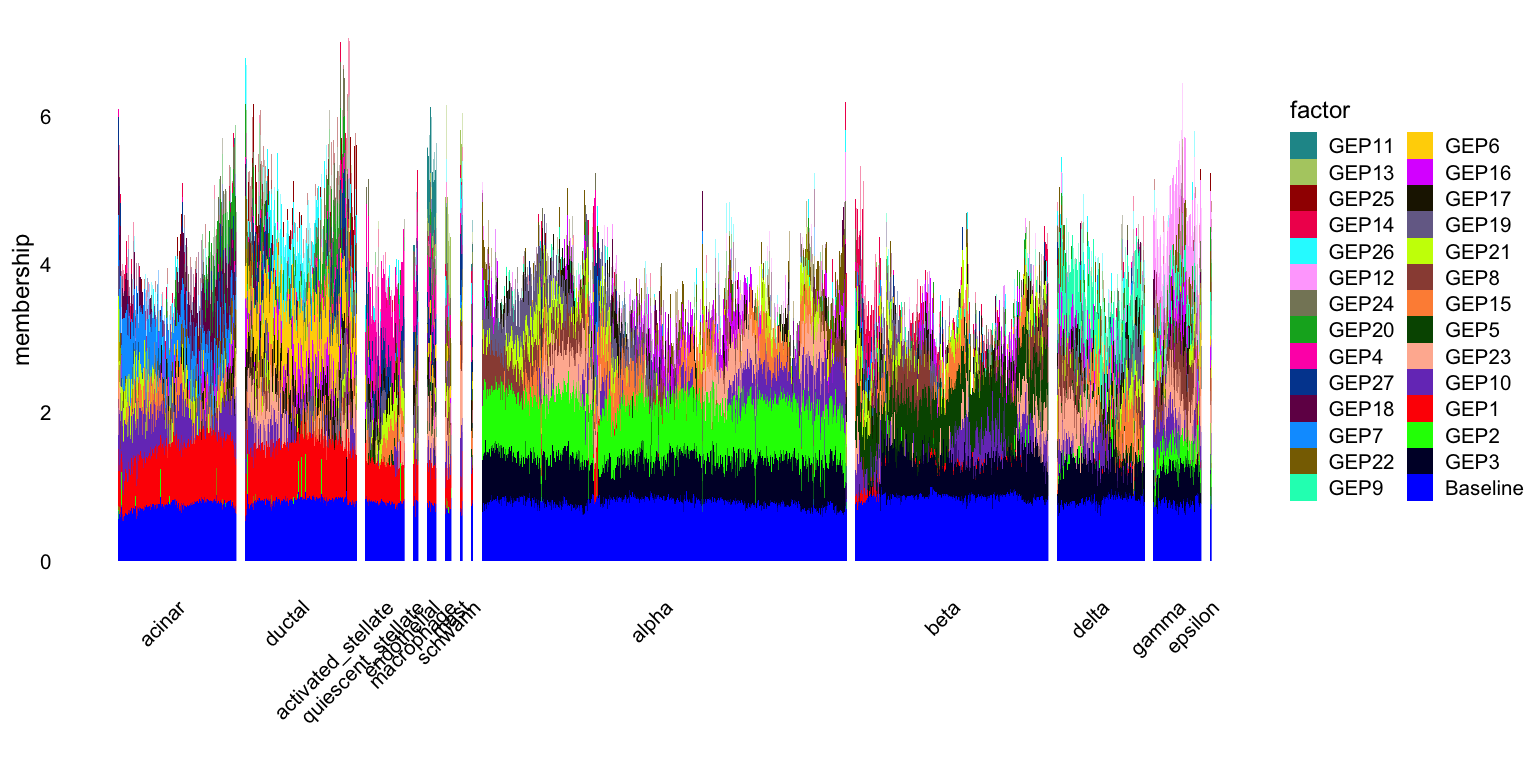 membership
6
4
2
0
acinar
ductal
activated_stellate
quiescent_stellate
endothelial
macrophage
mast
schwann
alpha
beta
delta
gamma
epsilon
factor
GEP11 GEP6
GEP13 GEP16
GEP25 GEP17
GEP14 GEP19
GEP26 GEP21
GEP12 GEP8
GEP24 GEP15
GEP20 GEP5
GEP4 GEP23
GEP27 GEP10
GEP18 GEP1
GEP7 GEP2
GEP22 GEP3
GEP9 Baseline